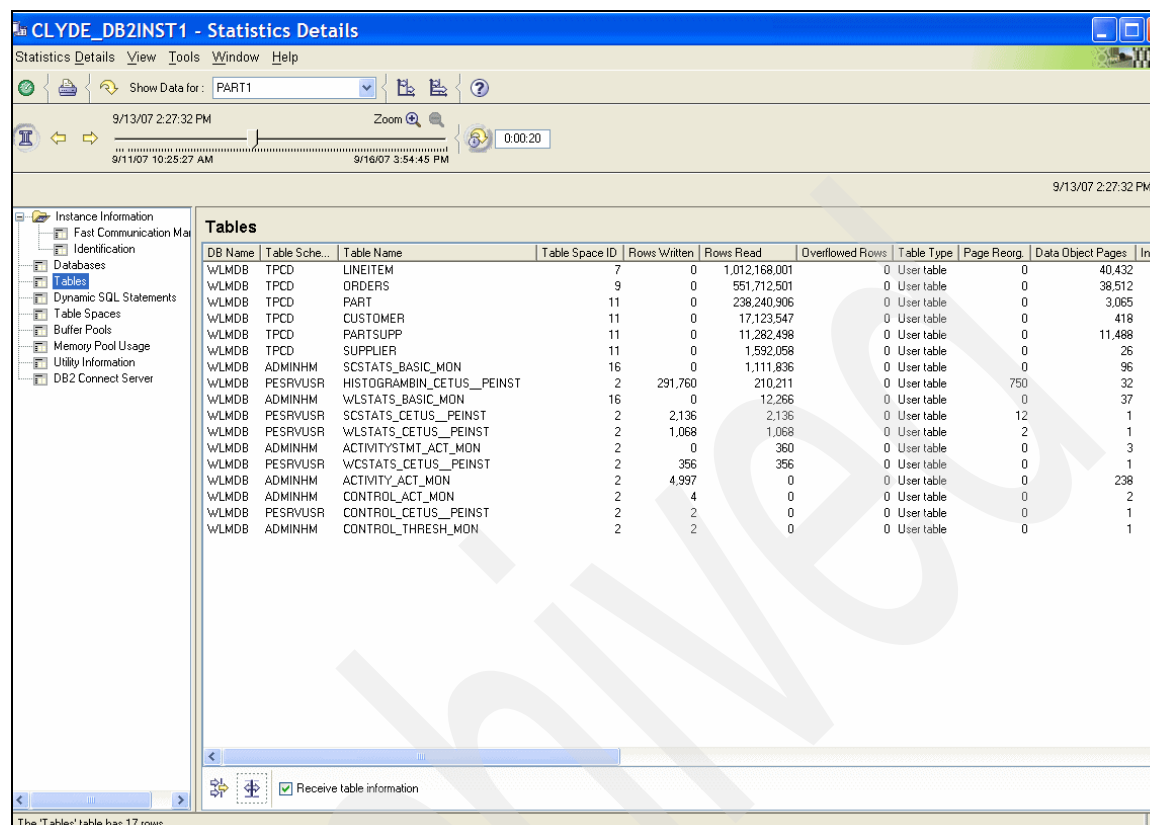 CLYDE_DB2INST1 - Statistics Details
Statistics Details View Tools Window Help
Show Data for : PART1
9/13/07 2:27:32 PM Zoom
0:00:20
9/11/07 10:25:27 AM 9/16/07 3:54:45 PM
9/13/07 2:27:32 PM
Instance Information
Fast Communication Mar
Identification
Databases
Tables
Dynamic SQL Statements
Table Spaces
Buffer Pools
Memory Pool Usage
Utility Information
DB2 Connect Server
Tables
DB Name Table Sche... Table Name Table Space ID Rows Written Rows Read Overflowed Rows Table Type Page Reorg. Data Object Pages In
WLMDB TPCD LINEITEM 7 0 1,012,168,001 0 User table 0 40,432
WLMDB TPCD ORDERS 9 0 551,712,501 0 User table 0 38,512
WLMDB TPCD PART 11 0 238,240,906 0 User table 0 3,065
WLMDB TPCD CUSTOMER 11 0 17,123,547 0 User table 0 418
WLMDB TPCD PARTSUPP 11 0 11,282,498 0 User table 0 11,488
WLMDB TPCD SUPPLIER 11 0 1,592,058 0 User table 0 26
WLMDB ADMINHM SCSTATS_BASIC_MON 16 0 1,111,836 0 User table 0 96
WLMDB PESRVUSR HISTOGRAMBIN_CETUS__PEINST 2 291,760 210,211 0 User table 750 32
WLMDB ADMINHM WLSTATS_BASIC_MON 16 0 12,266 0 User table 0 37
WLMDB PESRVUSR SCSTATS_CETUS__PEINST 2 2,136 2,136 0 User table 12 1
WLMDB PESRVUSR WLSTATS_CETUS__PEINST 2 1,068 1,068 0 User table 2 1
WLMDB ADMINHM ACTIVITYSTMT_ACT_MON 2 0 360 0 User table 0 3
WLMDB PESRVUSR WCSTATS_CETUS__PEINST 2 356 356 0 User table 0 1
WLMDB ADMINHM ACTIVITY_ACT_MON 2 4,997 0 0 User table 0 238
WLMDB ADMINHM CONTROL_ACT_MON 2 4 0 0 User table 0 2
WLMDB PESRVUSR CONTROL_CETUS__PEINST 2 2 0 0 User table 0 1
WLMDB ADMINHM CONTROL_THRESH_MON 2 2 0 0 User table 0 1
Receive table information
The 'Tables' table has 17 rows